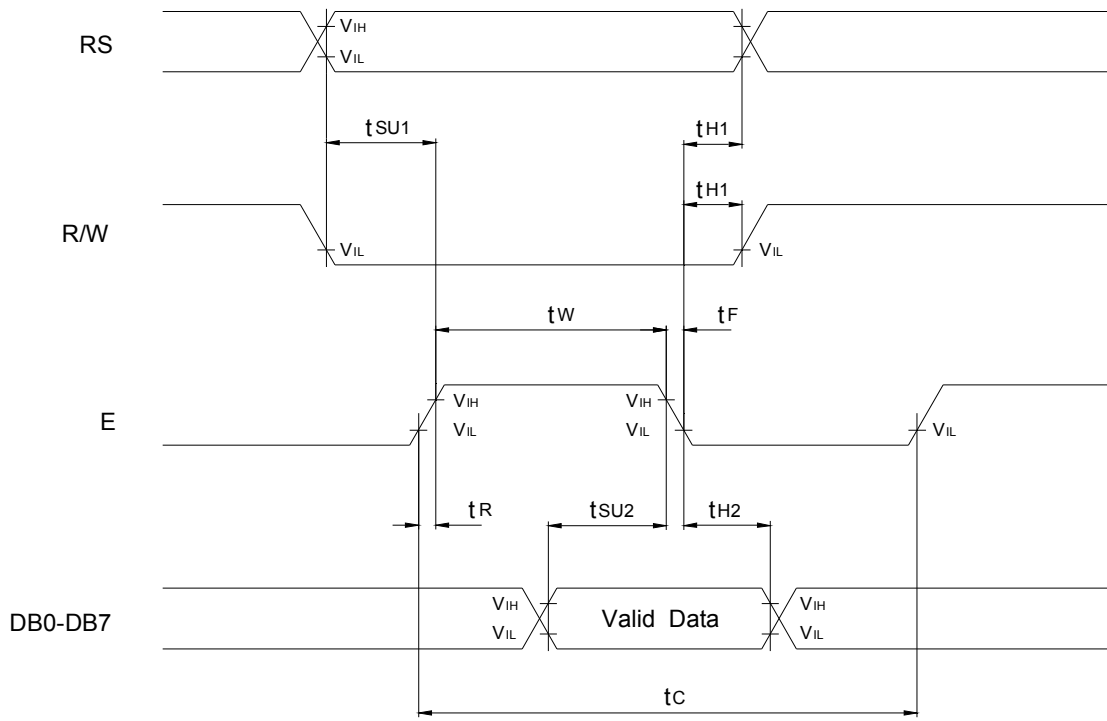 RS
VIH
VIL
tSU1
tH1
tH1
R/W
VIL
VIL
tW
tF
E
VIH
VIL
VIH
VIL
VIL
tR
tSU2
tH2
DB0-DB7
VIH
VIL
Valid Data
VIH
VIL
tC